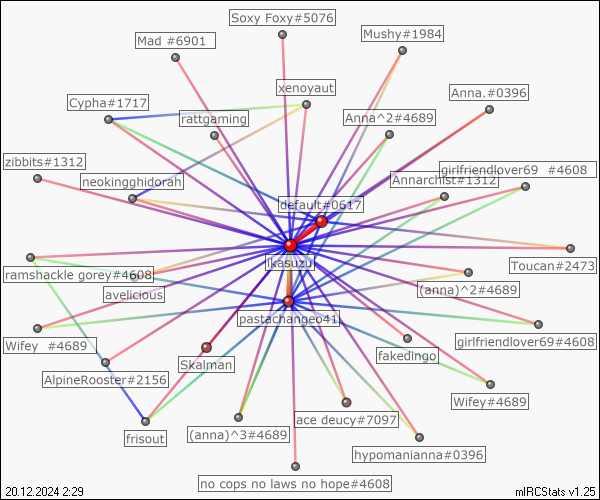 Soxy Foxy#5076
Mad #6901
Mushy#1984
xenoyaut
Anna.#0396
Cypha#1717
rattgaming
Anna^2#4689
zibbits#1312
girlfriendlover69 #4608
neokingghidorah
Annarchist#1312
default#0617
ikasuzu
Toucan#2473
ramshackle gorey#4608
(anna)^2#4689
avelicious
pastachangeo41
girlfriendlover69#4608
Wifey #4689
fakedingo
Skalman
AlpineRooster#2156
Wifey#4689
ace deucy#7097
frisout
(anna)^3#4689
hypomanianna#0396
no cops no laws no hope#4608
20.12.2024 2:29
mIRCStats v1.25